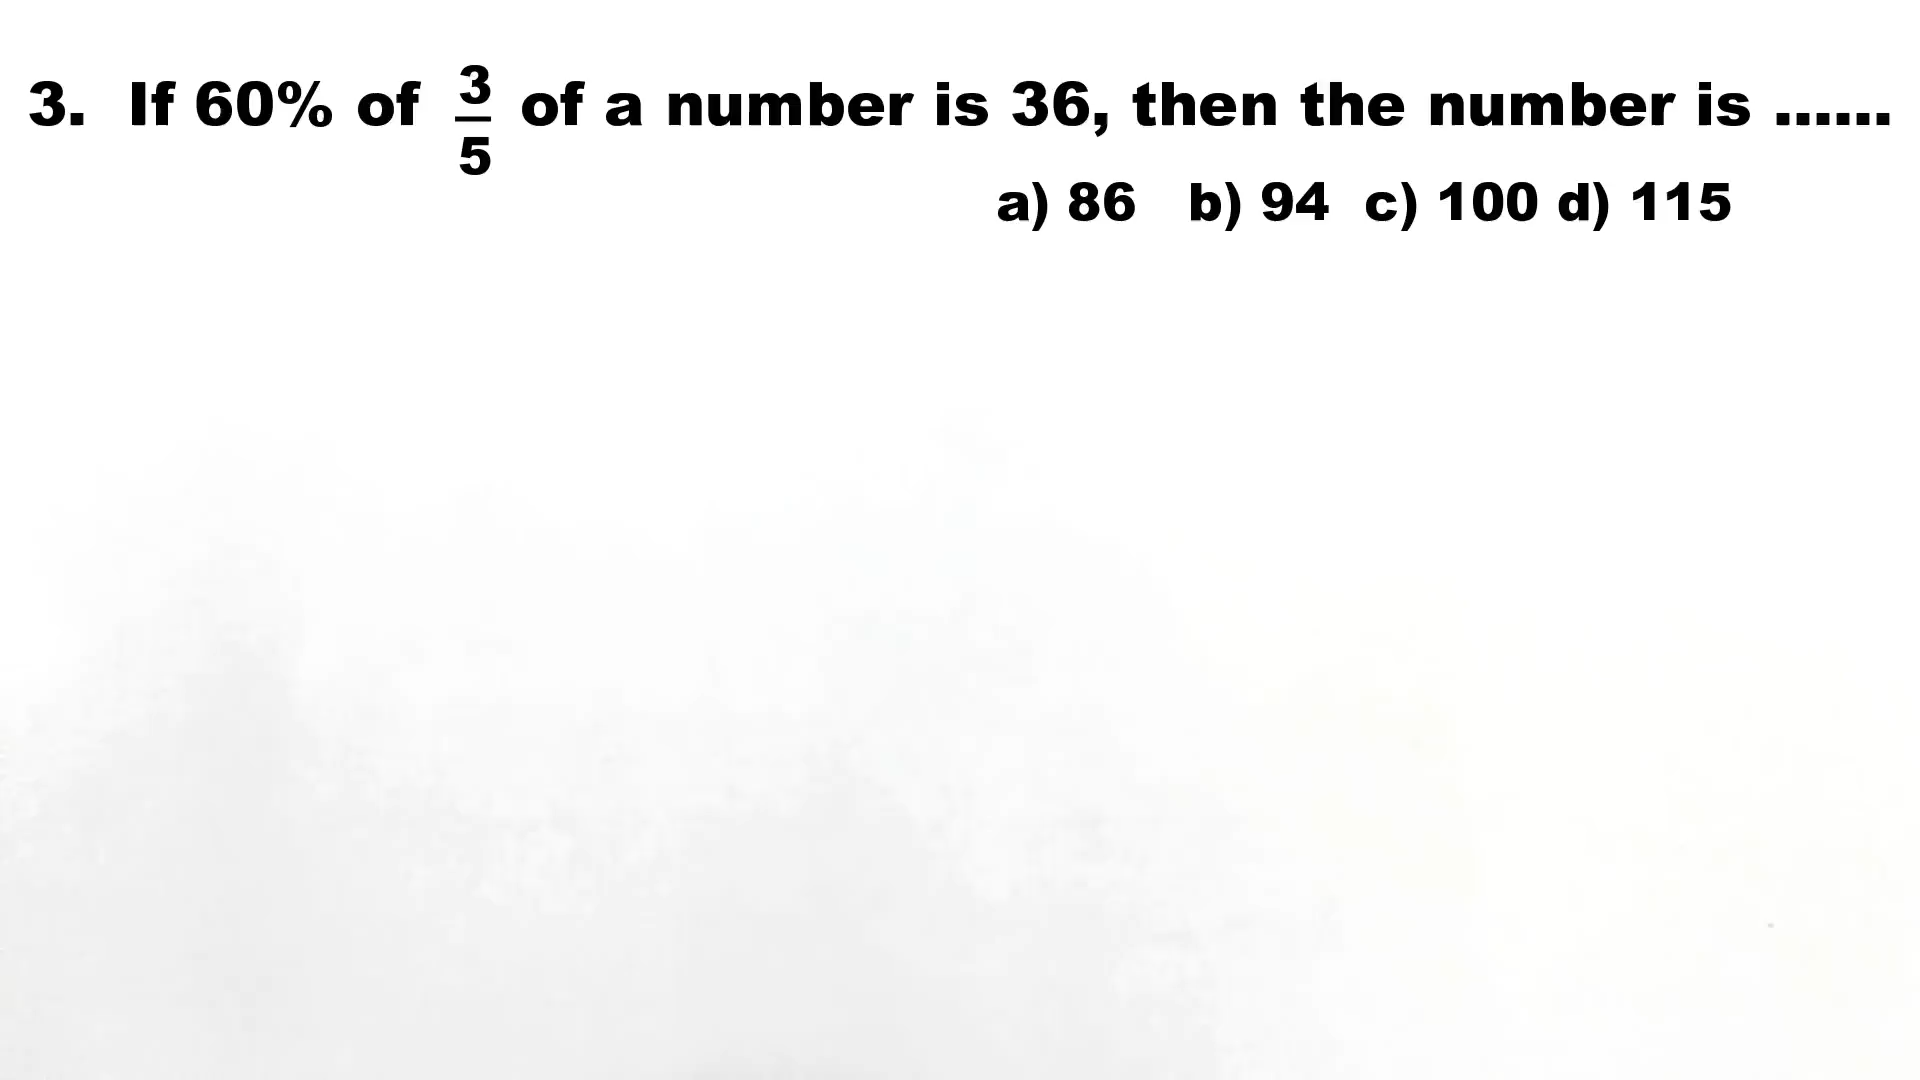 3. If 60% of 3/5 of a number is 36, then the number is ......
a) 86 b) 94 c) 100 d) 115